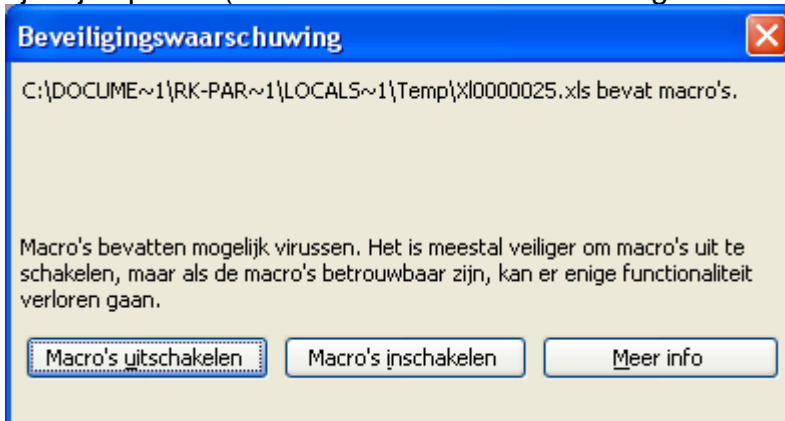 Beveiligingswaarschuwing
C:\DOCUME~1\RK-PAR~1\LOCALS~1\Temp\Xl0000025.xls bevat macro's.
Macro's bevatten mogelijk virussen. Het is meestal veiliger om macro's uit te
schakelen, maar als de macro's betrouwbaar zijn, kan er enige functionaliteit
verloren gaan.
Macro's uitschakelen Macro's inschakelen Meer info